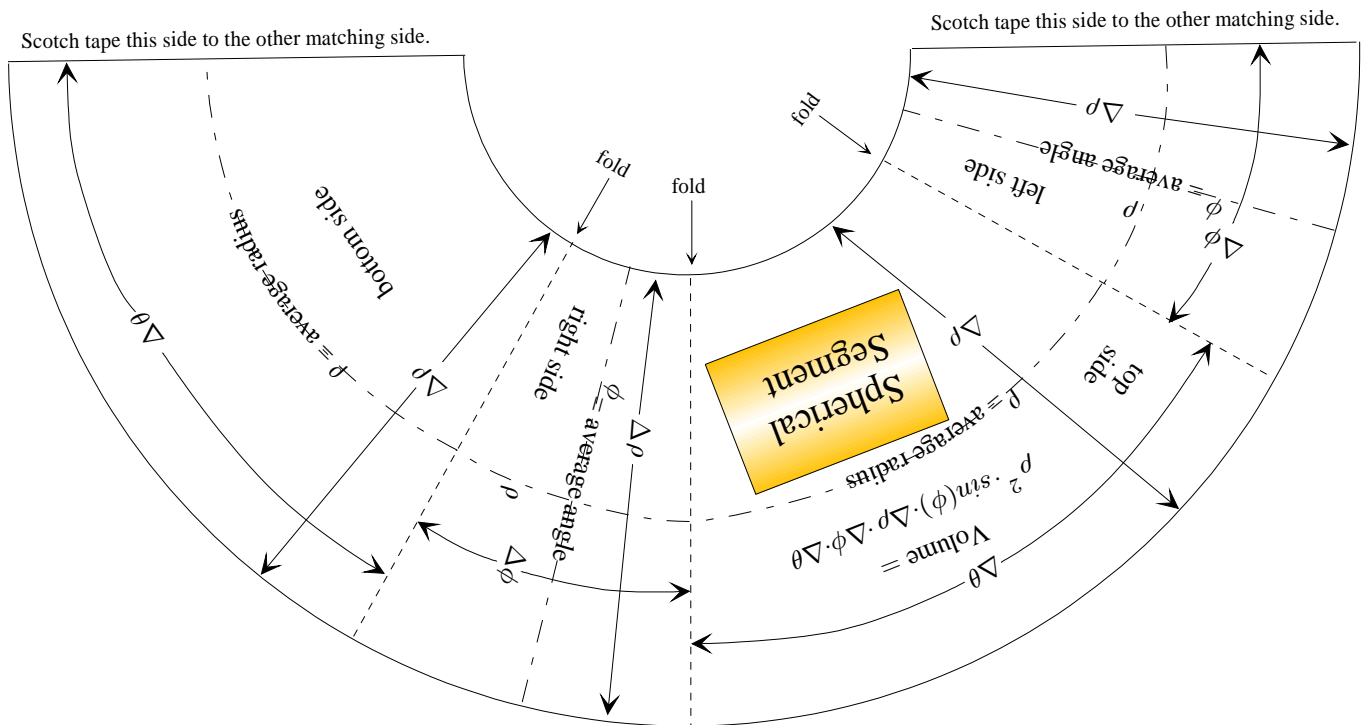 Scotch tape this side to the other matching side.
Scotch tape this side to the other matching side.
fold
fold
fold
bottom side
ρ = average radius
Δθ
Δρ
right side
ϕ = average angle
Δρ
ρ
Δϕ
Spherical
Segment
Δρ
ρ = average radius
Volume =
ρ²·sin(ϕ)·Δρ·Δϕ·Δθ
Δθ
top
side
left side
ϕ = average angle
Δρ
ρ
Δϕ